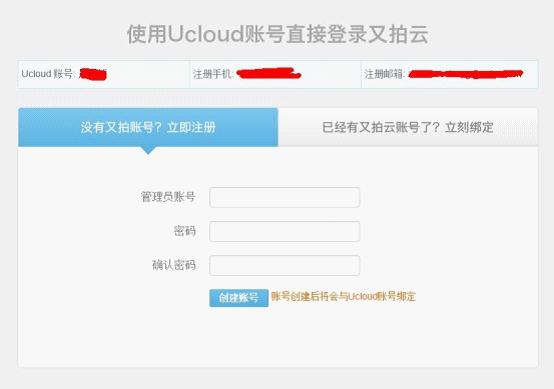 使用Ucloud账号直接登录又拍云
Ucloud 账号: 注册手机: 注册邮箱:
没有又拍账号？立即注册 已经有又拍云账号了？立刻绑定
管理员账号
密码
确认密码
创建账号 账号创建后将会与Ucloud账号绑定